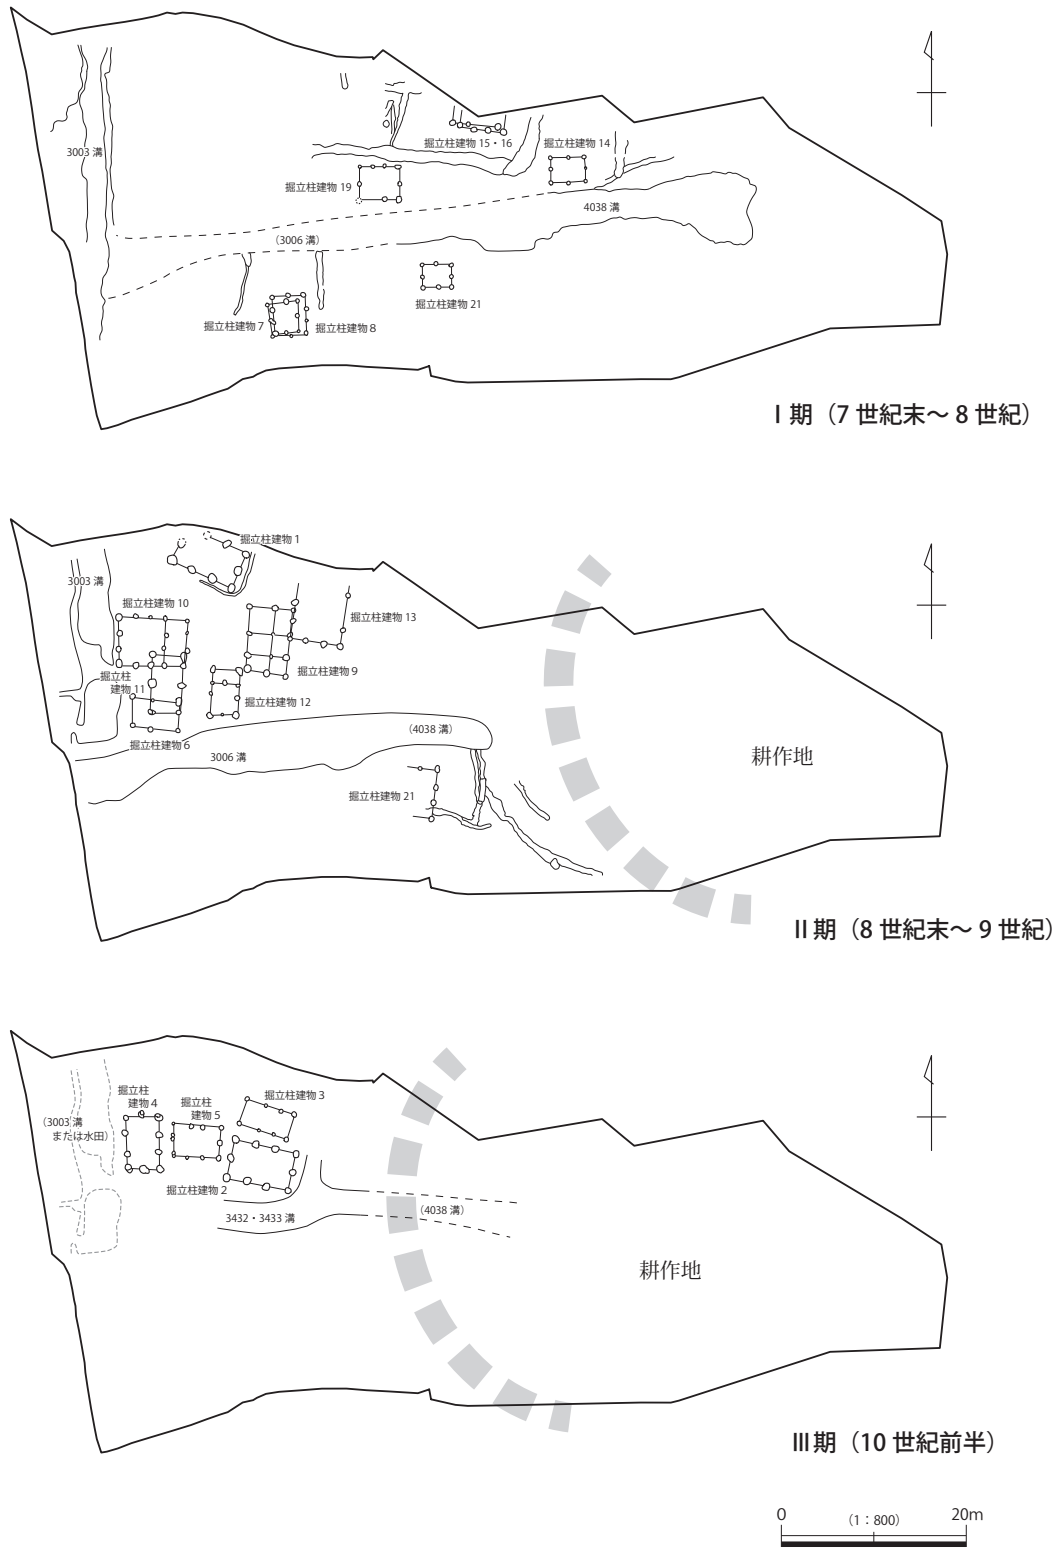 3003 溝
掘立柱建物 15・16
掘立柱建物 14
掘立柱建物 19
4038 溝
(3006 溝)
掘立柱建物 21
掘立柱建物 7
掘立柱建物 8
Ⅰ期（7 世紀末～ 8 世紀）
掘立柱建物 1
3003 溝
掘立柱建物 10
掘立柱建物 13
掘立柱建物 9
掘立柱
建物 11
掘立柱建物 12
掘立柱建物 6
(4038 溝)
3006 溝
掘立柱建物 21
耕作地
Ⅱ期（8 世紀末～ 9 世紀）
掘立柱
建物 4
掘立柱
建物 5
掘立柱建物 3
(3003 溝
または水田)
掘立柱建物 2
3432・3433 溝
(4038 溝)
耕作地
Ⅲ期（10 世紀前半）
0
（1：800）
20m